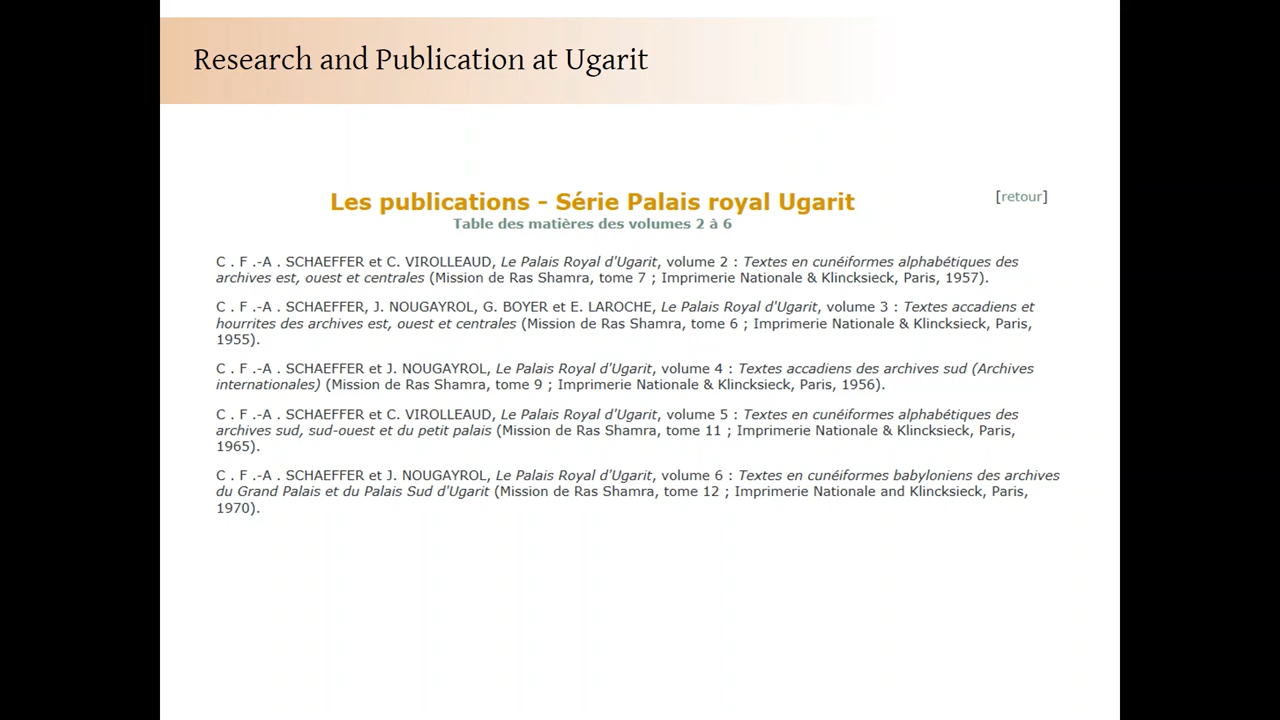 Research and Publication at Ugarit
Les publications - Série Palais royal Ugarit
[retour]
Table des matières des volumes 2 à 6
C . F .-A . SCHAEFFER et C. VIROLLEAUD, Le Palais Royal d'Ugarit, volume 2 : Textes en cunéiformes alphabétiques des
archives est, ouest et centrales (Mission de Ras Shamra, tome 7 ; Imprimerie Nationale & Klincksieck, Paris, 1957).
C . F .-A . SCHAEFFER, J. NOUGAYROL, G. BOYER et E. LAROCHE, Le Palais Royal d'Ugarit, volume 3 : Textes accadiens et
hourrites des archives est, ouest et centrales (Mission de Ras Shamra, tome 6 ; Imprimerie Nationale & Klincksieck, Paris,
1955).
C . F .-A . SCHAEFFER et J. NOUGAYROL, Le Palais Royal d'Ugarit, volume 4 : Textes accadiens des archives sud (Archives
internationales) (Mission de Ras Shamra, tome 9 ; Imprimerie Nationale & Klincksieck, Paris, 1956).
C . F .-A . SCHAEFFER et C. VIROLLEAUD, Le Palais Royal d'Ugarit, volume 5 : Textes en cunéiformes alphabétiques des
archives sud, sud-ouest et du petit palais (Mission de Ras Shamra, tome 11 ; Imprimerie Nationale & Klincksieck, Paris,
1965).
C . F .-A . SCHAEFFER et J. NOUGAYROL, Le Palais Royal d'Ugarit, volume 6 : Textes en cunéiformes babyloniens des archives
du Grand Palais et du Palais Sud d'Ugarit (Mission de Ras Shamra, tome 12 ; Imprimerie Nationale and Klincksieck, Paris,
1970).